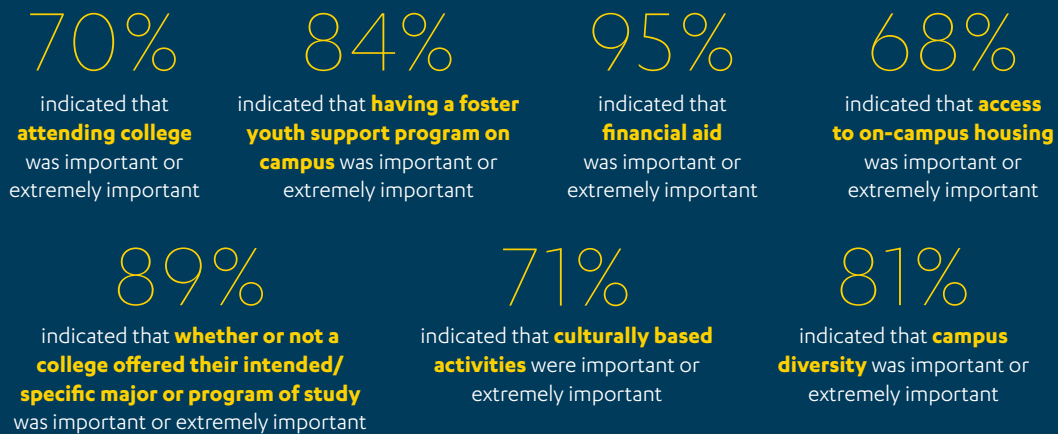 70%
indicated that
attending college
was important or
extremely important
84%
indicated that having a foster
youth support program on
campus was important or
extremely important
95%
indicated that
financial aid
was important or
extremely important
68%
indicated that access
to on-campus housing
was important or
extremely important
89%
indicated that whether or not a
college offered their intended/
specific major or program of study
was important or extremely important
71%
indicated that culturally based
activities were important or
extremely important
81%
indicated that campus
diversity was important or
extremely important